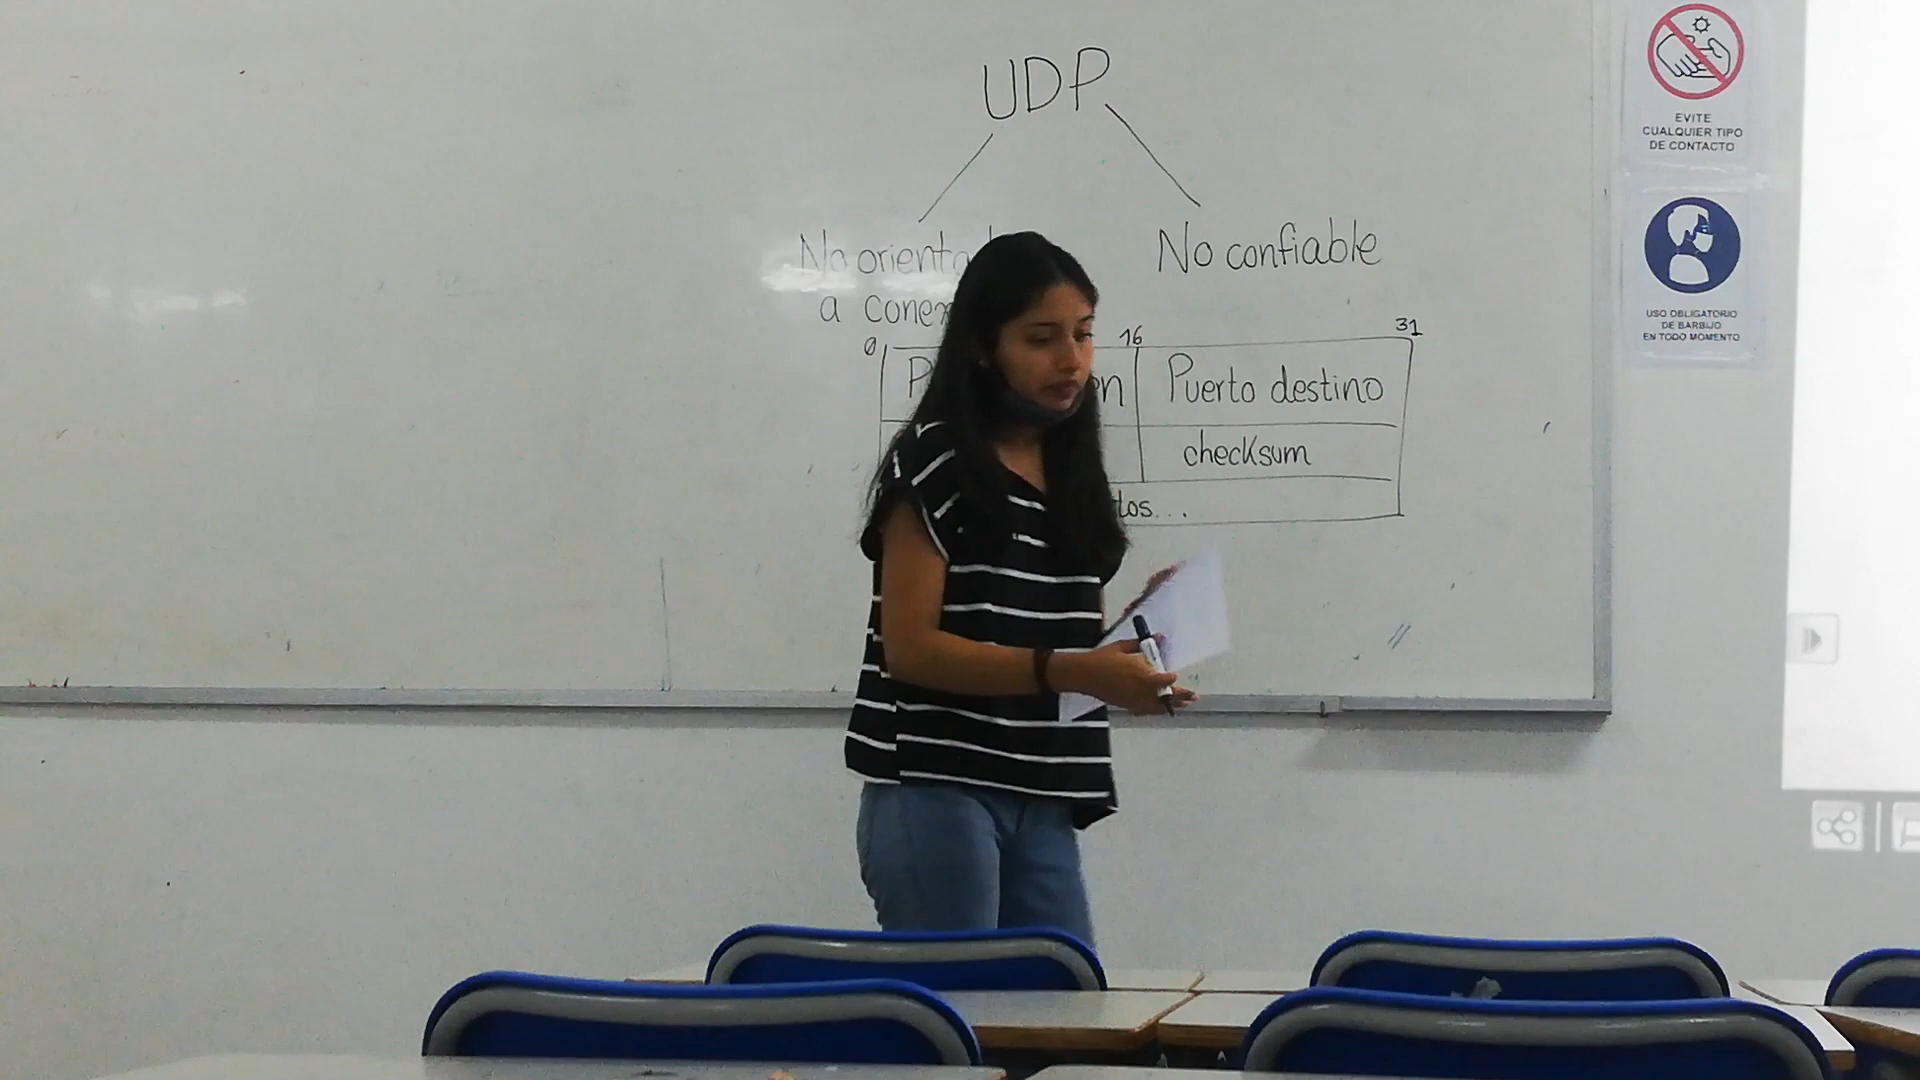 UDP
No
No confiable
a
0
16
31
Puerto destino
checksum
EVITE
CUALQUIER TIPO
DE CONTACTO
USO OBLIGATORIO
DE BARBIJO
EN TODO MOMENTO